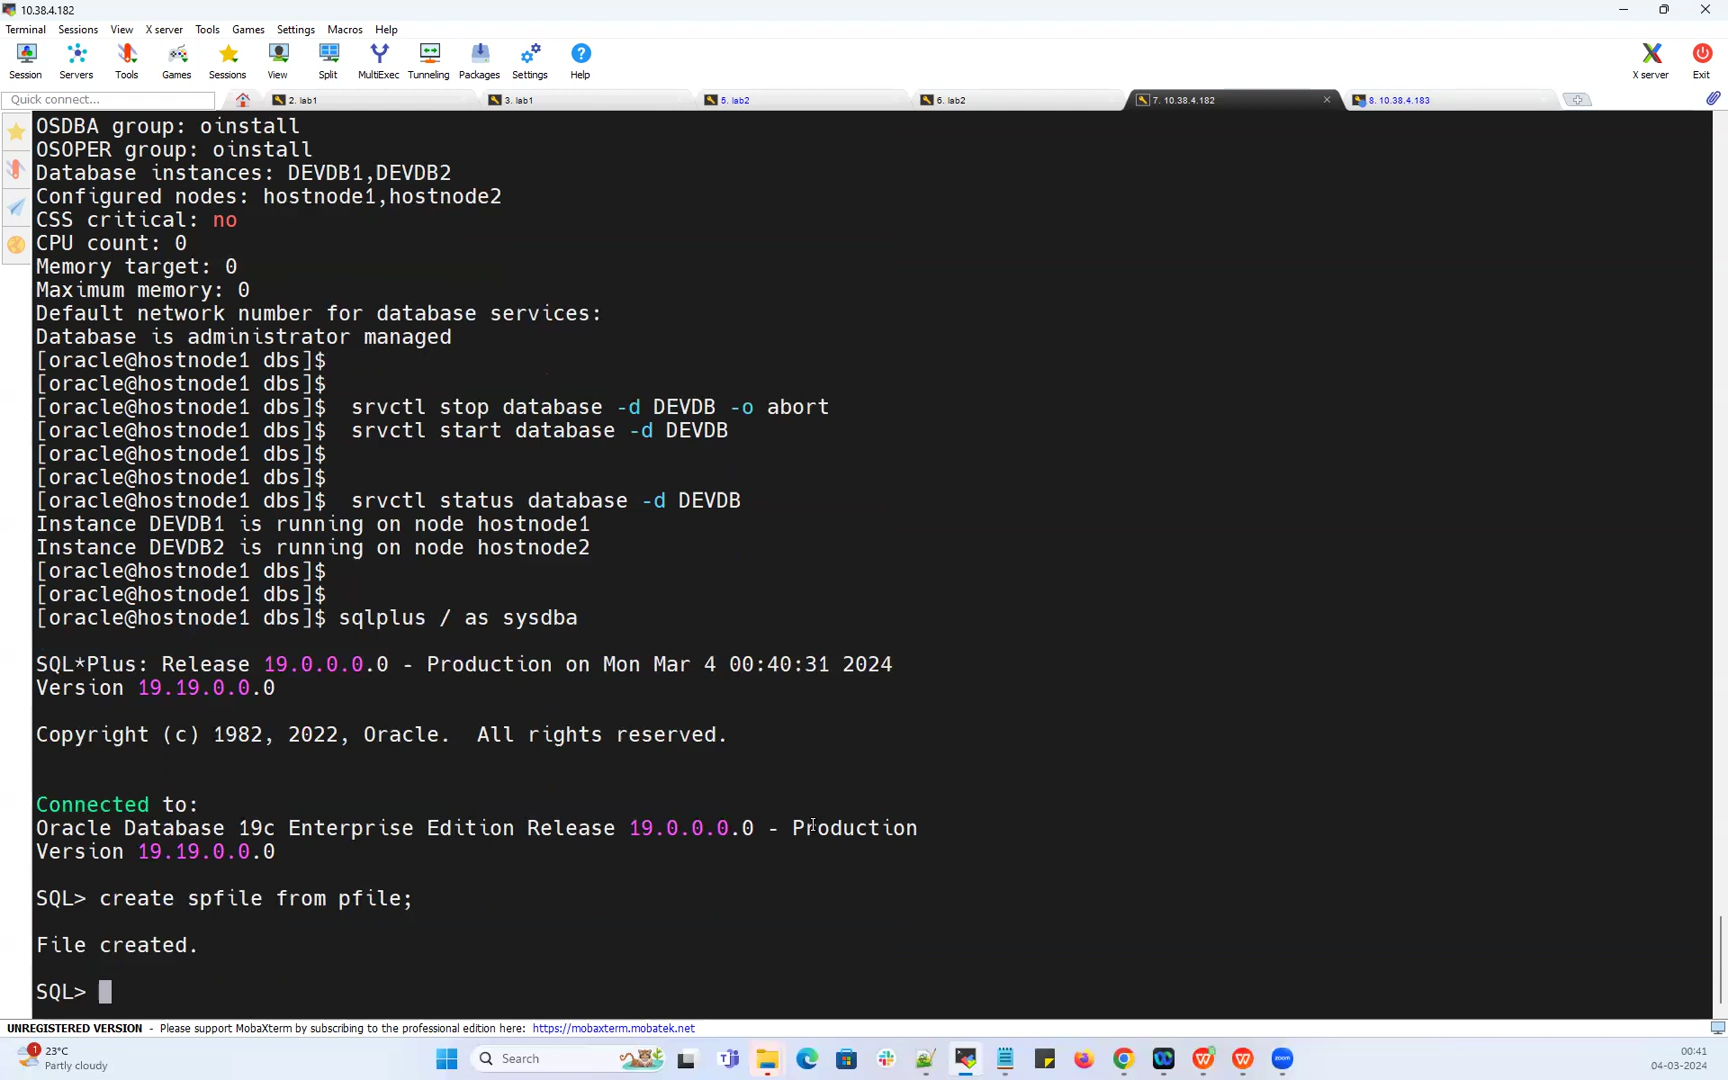 10.38.4.182
Terminal Sessions View X server Tools Games Settings Macros Help
Session Servers Tools Games Sessions View Split MultiExec Tunneling Packages Settings Help X server Exit
Quick connect... 2. lab1 3. lab1 5. lab2 6. lab2 7. 10.38.4.182 8. 10.38.4.183
OSDBA group: oinstall
OSOPER group: oinstall
Database instances: DEVDB1,DEVDB2
Configured nodes: hostnode1,hostnode2
CSS critical: no
CPU count: 0
Memory target: 0
Maximum memory: 0
Default network number for database services:
Database is administrator managed
[oracle@hostnode1 dbs]$
[oracle@hostnode1 dbs]$
[oracle@hostnode1 dbs]$  srvctl stop database -d DEVDB -o abort
[oracle@hostnode1 dbs]$  srvctl start database -d DEVDB
[oracle@hostnode1 dbs]$
[oracle@hostnode1 dbs]$
[oracle@hostnode1 dbs]$  srvctl status database -d DEVDB
Instance DEVDB1 is running on node hostnode1
Instance DEVDB2 is running on node hostnode2
[oracle@hostnode1 dbs]$
[oracle@hostnode1 dbs]$
[oracle@hostnode1 dbs]$ sqlplus / as sysdba
SQL*Plus: Release 19.0.0.0.0 - Production on Mon Mar 4 00:40:31 2024
Version 19.19.0.0.0
Copyright (c) 1982, 2022, Oracle.  All rights reserved.
Connected to:
Oracle Database 19c Enterprise Edition Release 19.0.0.0.0 - Production
Version 19.19.0.0.0
SQL> create spfile from pfile;
File created.
SQL>
UNREGISTERED VERSION - Please support MobaXterm by subscribing to the professional edition here: https://mobaxterm.mobatek.net
1
23°C
Partly cloudy
Search
zoom
00:41
04-03-2024